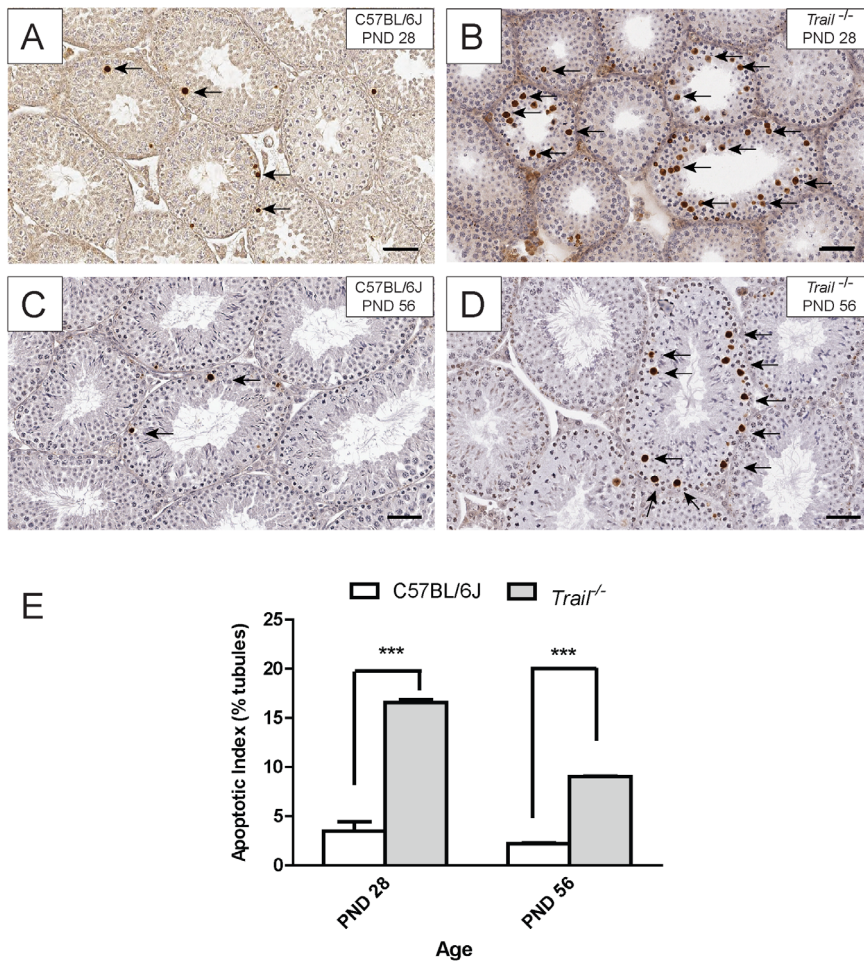 A
C57BL/6J
PND 28
B
Trail -/-
PND 28
C
C57BL/6J
PND 56
D
Trail -/-
PND 56
E
C57BL/6J
Trail-/-
Apoptotic Index (% tubules)
25
20
15
10
5
0
***
***
PND 28
PND 56
Age